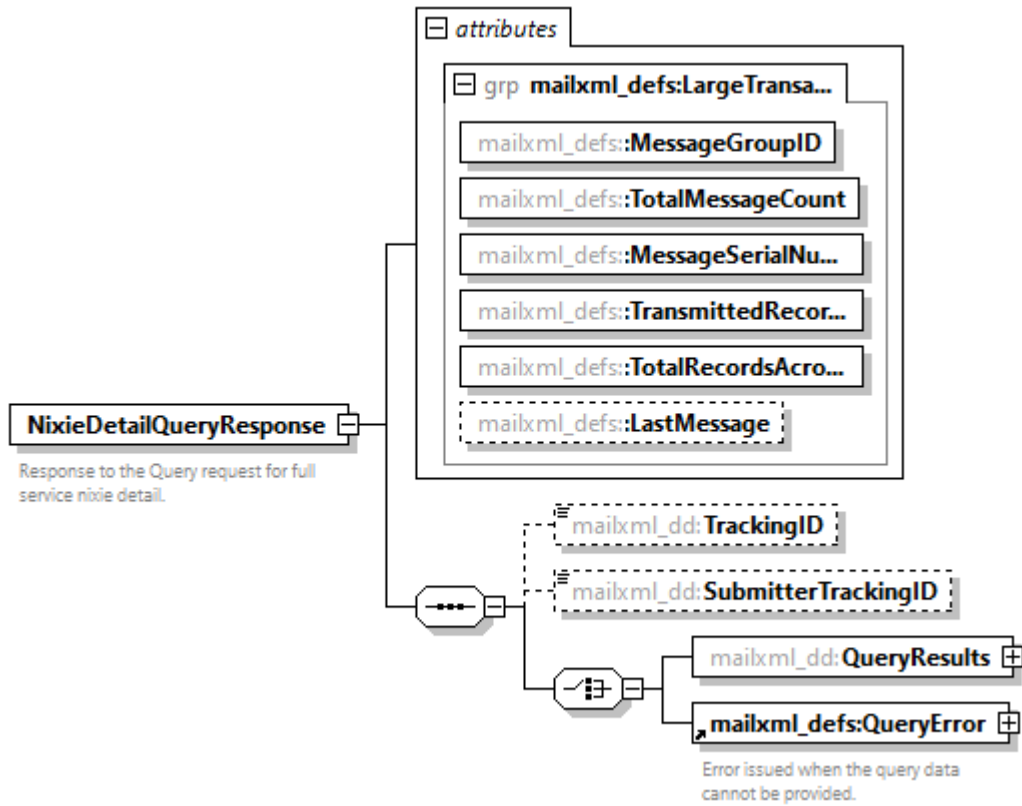 attributes
grp mailxml_defs:LargeTransa...
mailxml_defs::MessageGroupID
mailxml_defs::TotalMessageCount
mailxml_defs::MessageSerialNu...
mailxml_defs::TransmittedRecor...
mailxml_defs::TotalRecordsAcro...
mailxml_defs::LastMessage
NixieDetailQueryResponse
Response to the Query request for full
service nixie detail.
mailxml_dd:TrackingID
mailxml_dd:SubmitterTrackingID
mailxml_dd:QueryResults
mailxml_defs:QueryError
Error issued when the query data
cannot be provided.